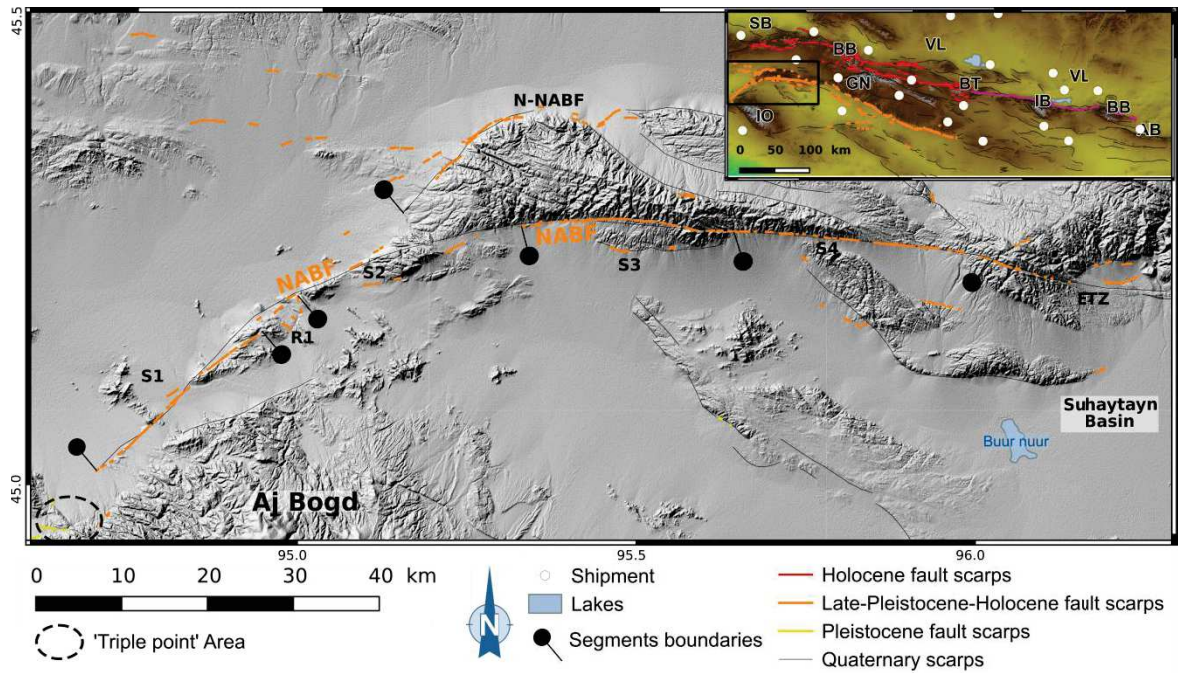 45.5
SB
VL
BB
GN
VL
BT
IB
BB
IO
AB
0 50 100 km
N-NABF
NABF
NABF
S2
S3
S4
ETZ
R1
S1
Suhaytayn
Basin
Buur nuur
45.0
Aj Bogd
95.0
95.5
96.0
0 10 20 30 40 km
'Triple point' Area
N
Shipment
Lakes
Segments boundaries
Holocene fault scarps
Late-Pleistocene-Holocene fault scarps
Pleistocene fault scarps
Quaternary scarps